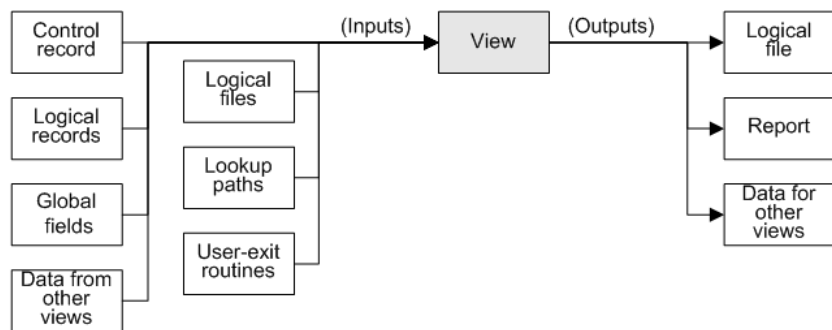 Control
record
(Inputs)
View
(Outputs)
Logical
file
Logical
files
Logical
records
Report
Lookup
paths
Global
fields
Data for
other
views
User-exit
routines
Data from
other
views